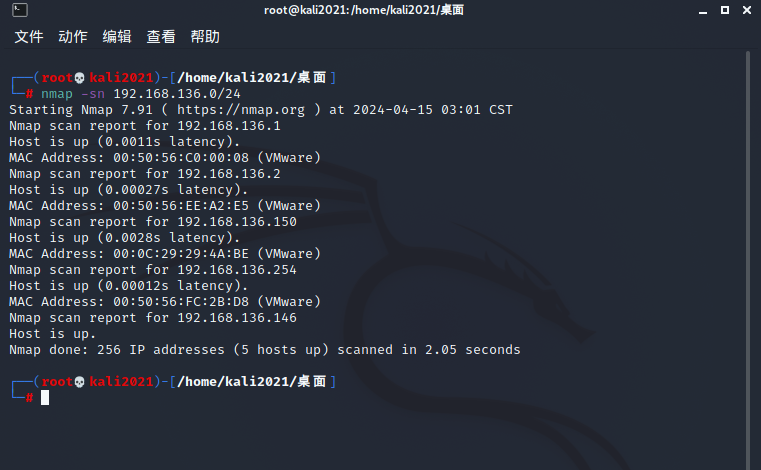 root@kali2021: /home/kali2021/桌面
文件 动作 编辑 查看 帮助
┌──(root💀kali2021)-[/home/kali2021/桌面]
└─# nmap -sn 192.168.136.0/24
Starting Nmap 7.91 ( https://nmap.org ) at 2024-04-15 03:01 CST
Nmap scan report for 192.168.136.1
Host is up (0.0011s latency).
MAC Address: 00:50:56:C0:00:08 (VMware)
Nmap scan report for 192.168.136.2
Host is up (0.00027s latency).
MAC Address: 00:50:56:EE:A2:E5 (VMware)
Nmap scan report for 192.168.136.150
Host is up (0.0028s latency).
MAC Address: 00:0C:29:29:4A:BE (VMware)
Nmap scan report for 192.168.136.254
Host is up (0.00012s latency).
MAC Address: 00:50:56:FC:2B:D8 (VMware)
Nmap scan report for 192.168.136.146
Host is up.
Nmap done: 256 IP addresses (5 hosts up) scanned in 2.05 seconds
┌──(root💀kali2021)-[/home/kali2021/桌面]
└─#